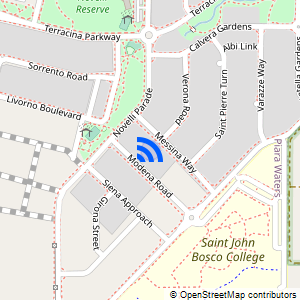 Reserve
Terracina Parkway
Calvera Gardens
Abi Link
Sorrento Road
Livorno Boulevard
Novelli Parade
Verona Road
Saint Pierre Turn
Varazze Way
Gardens
Messina Way
Piara Waters
Modena Road
Siena Approach
Girona Street
Saint John
Bosco College
© OpenStreetMap contributors